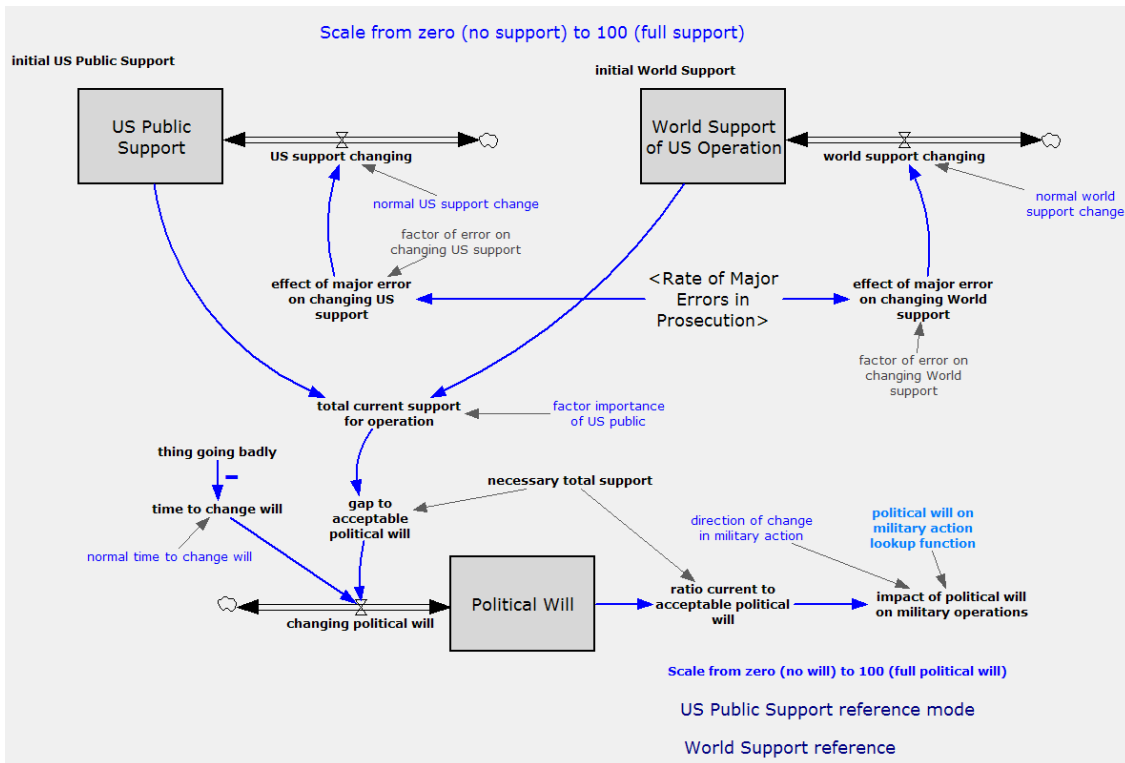 Scale from zero (no support) to 100 (full support)
initial US Public Support
initial World Support
US Public
Support
World Support
of US Operation
US support changing
world support changing
normal US support change
normal world
support change
factor of error on
changing US support
effect of major error
on changing US
support
<Rate of Major
Errors in
Prosecution>
effect of major error
on changing World
support
factor of error on
changing World
support
total current support
for operation
factor importance
of US public
thing going badly
–
time to change will
normal time to change will
gap to
acceptable
political will
necessary total support
direction of change
in military action
political will on
military action
lookup function
changing political will
Political Will
ratio current to
acceptable political
will
impact of political will
on military operations
Scale from zero (no will) to 100 (full political will)
US Public Support reference mode
World Support reference